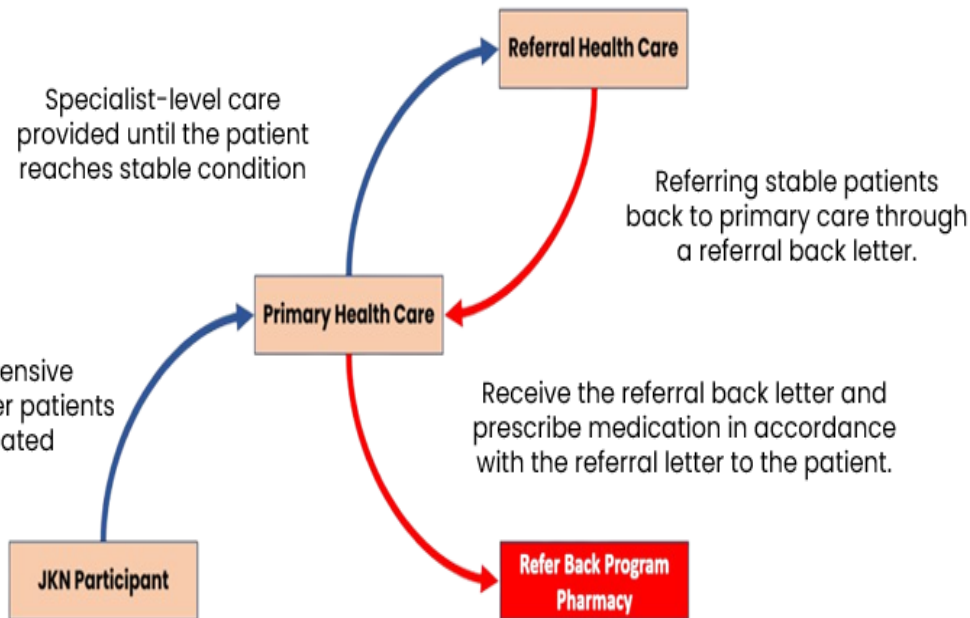 Referral Health Care
Specialist-level care
provided until the patient
reaches stable condition
Referring stable patients
back to primary care through
a referral back letter.
Primary Health Care
patients
Receive the referral back letter and
prescribe medication in accordance
with the referral letter to the patient.
JKN Participant
Refer Back Program
Pharmacy